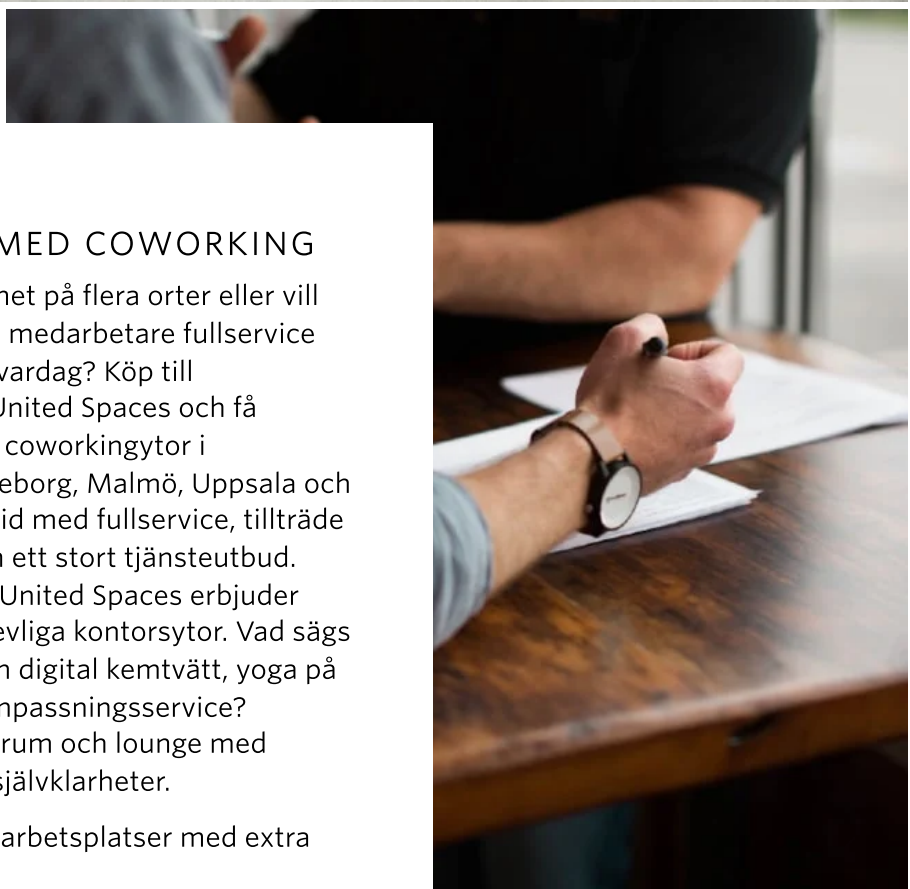 MED COWORKING
het på flera orter eller vill
medarbetare fullservice
vardag? Köp till
United Spaces och få
coworkingytor i
eborg, Malmö, Uppsala och
id med fullservice, tillträde
ett stort tjänsteutbud.
United Spaces erbjuder
evliga kontorsytor. Vad sägs
digital kemtvätt, yoga på
npassningsservice?
rum och lounge med
självklarheter.
arbetsplatser med extra